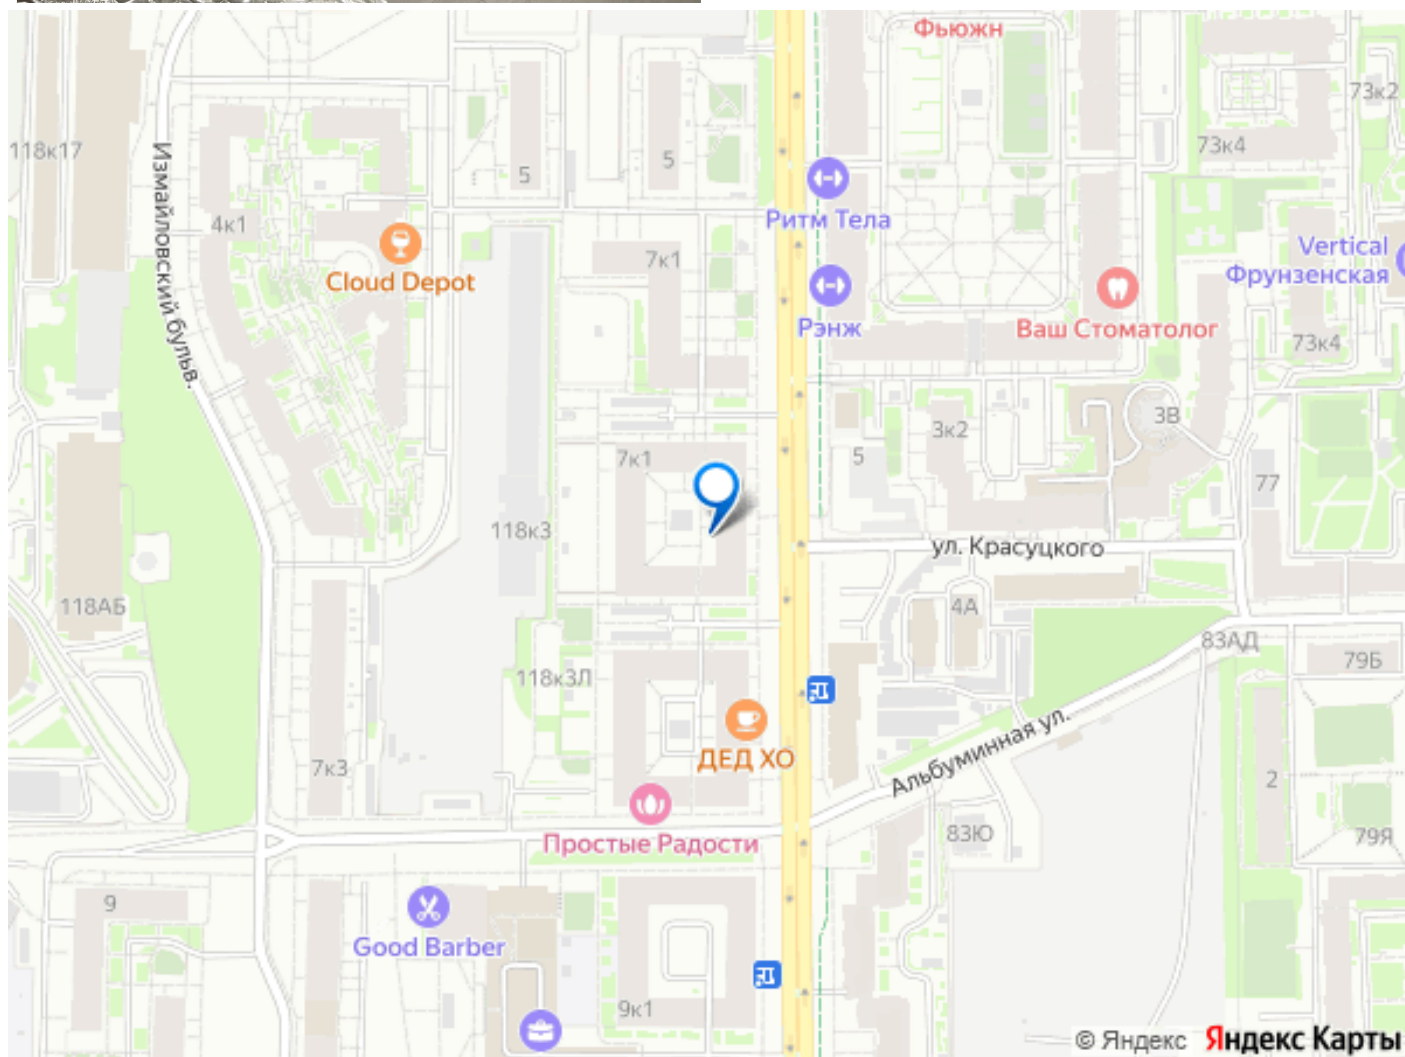 Фьюжн
73к2
118к17
73к4
5
5
Измайловский бульв.
Ритм Тела
4к1
7к1
Vertical
Фрунзенская
Cloud Depot
Рэнж
Ваш Стоматолог
73к4
3В
3к2
7к1
5
77
118к3
ул. Красуцкого
118АБ
4А
83АД
79Б
118к3Л
Альбуминная ул.
ДЕД ХО
7к3
2
83Ю
79Я
Простые Радости
9
Good Barber
9к1
© Яндекс Яндекс Карты